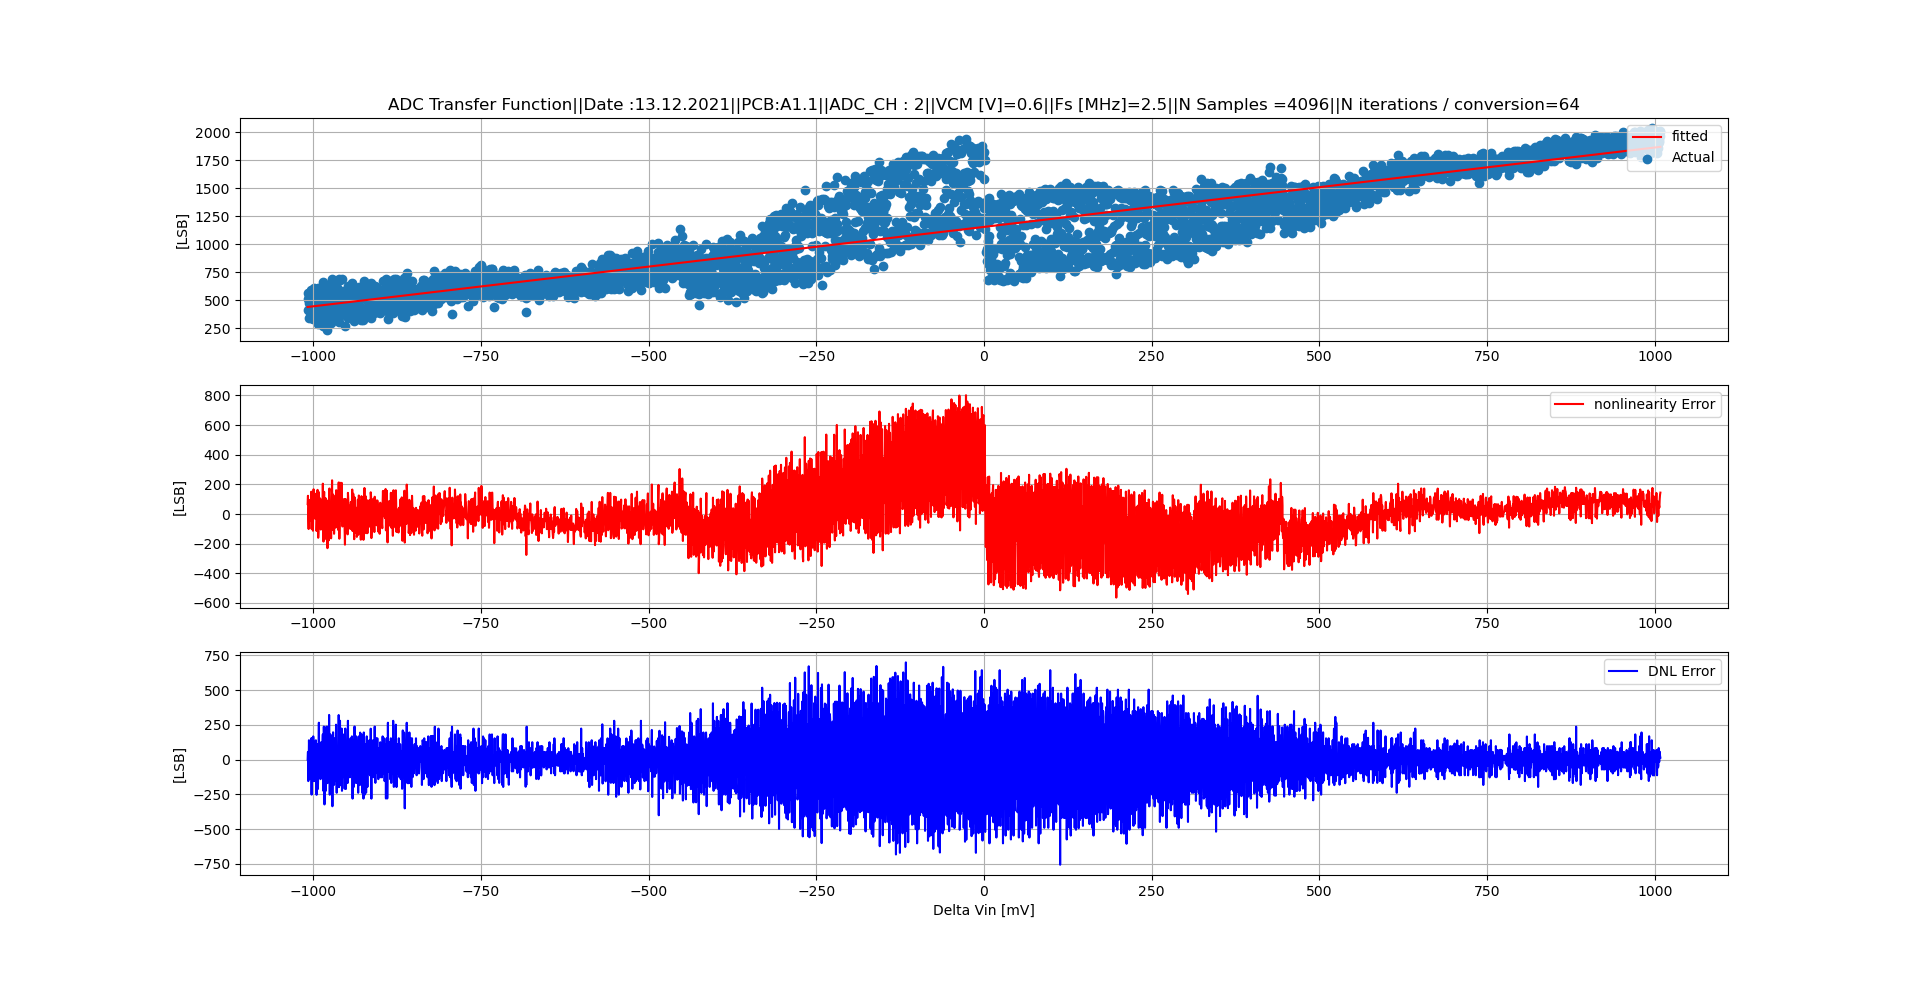 ADC Transfer Function||Date :13.12.2021||PCB:A1.1||ADC_CH : 2||VCM [V]=0.6||Fs [MHz]=2.5||N Samples =4096||N iterations / conversion=64
[LSB]
2000
1750
1500
1250
1000
750
500
250
fitted
Actual
−1000 −750 −500 −250 0 250 500 750 1000
[LSB]
800
600
400
200
0
−200
−400
−600
nonlinearity Error
−1000 −750 −500 −250 0 250 500 750 1000
[LSB]
750
500
250
0
−250
−500
−750
DNL Error
−1000 −750 −500 −250 0 250 500 750 1000
Delta Vin [mV]